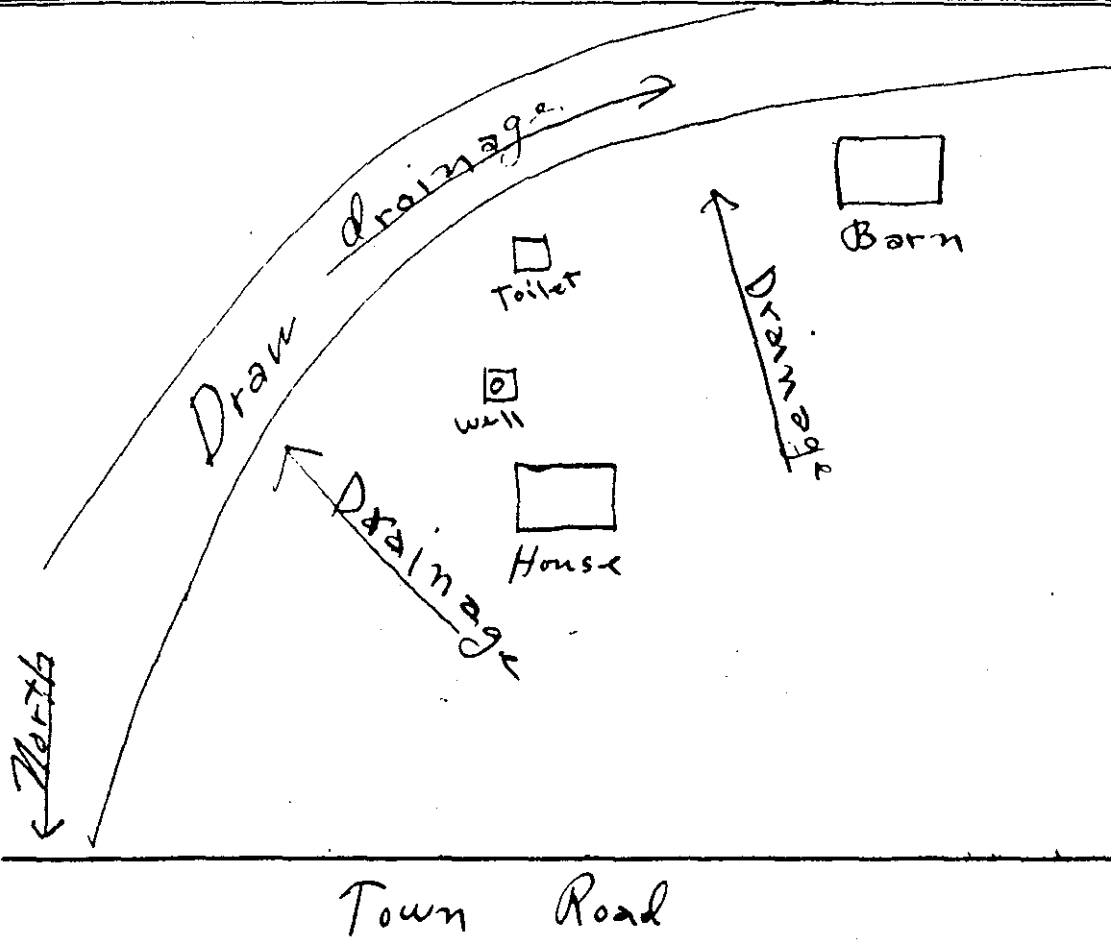 drainage.
Barn
Toilet
Drainage
Draw
Well
Drainage
House
North
Town Road